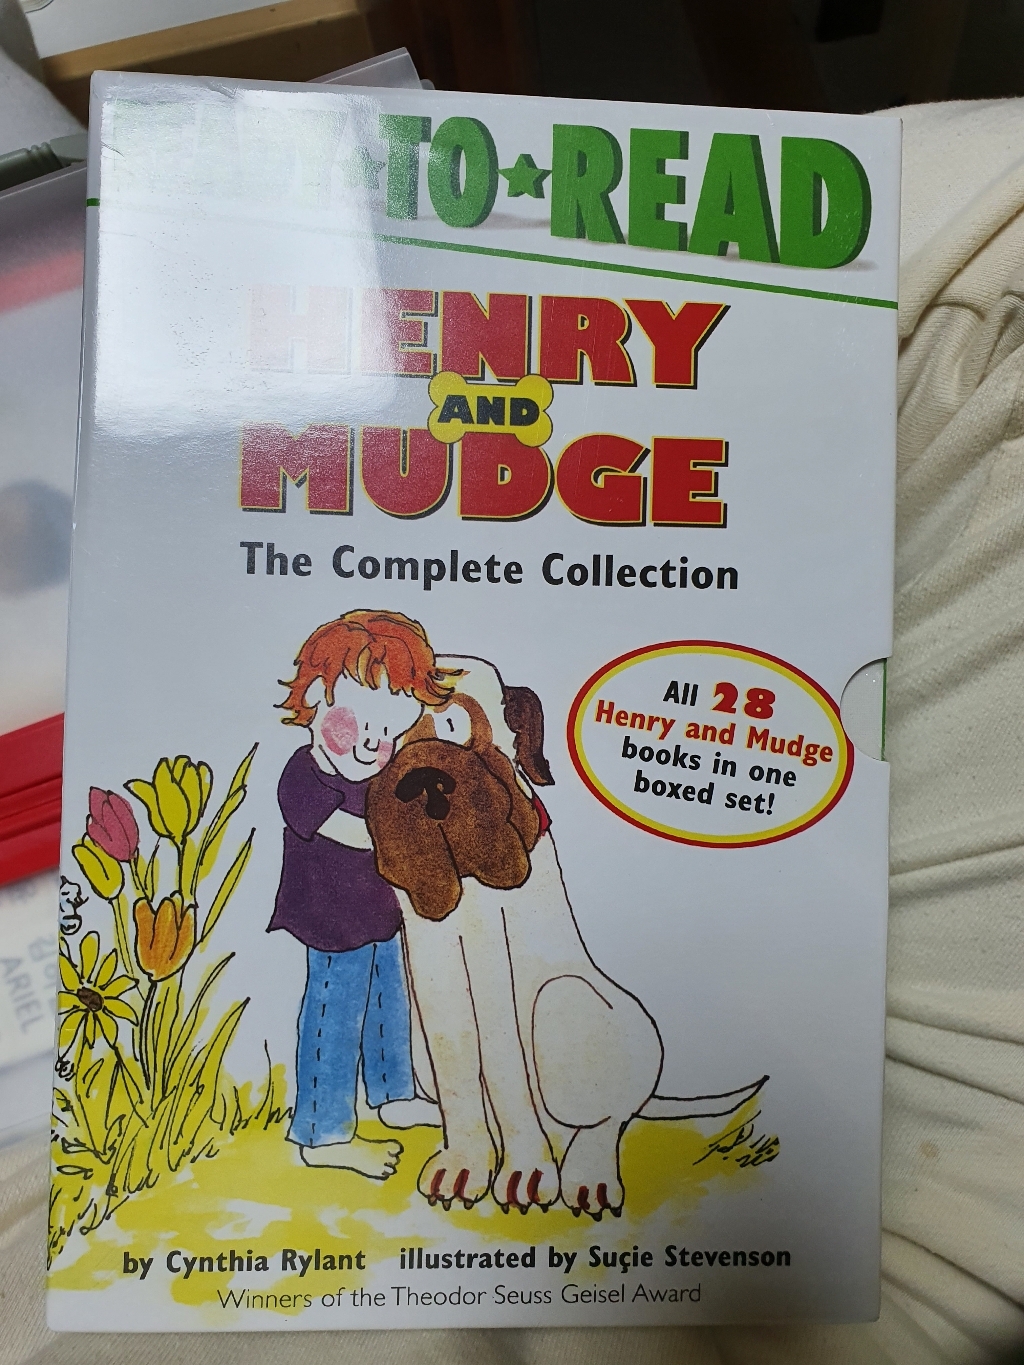 TO★READ
HENRY
AND
MUDGE
The Complete Collection
All 28
Henry and Mudge
books in one
boxed set!
by Cynthia Rylant illustrated by Suçie Stevenson
Winners of the Theodor Seuss Geisel Award
ARIEL